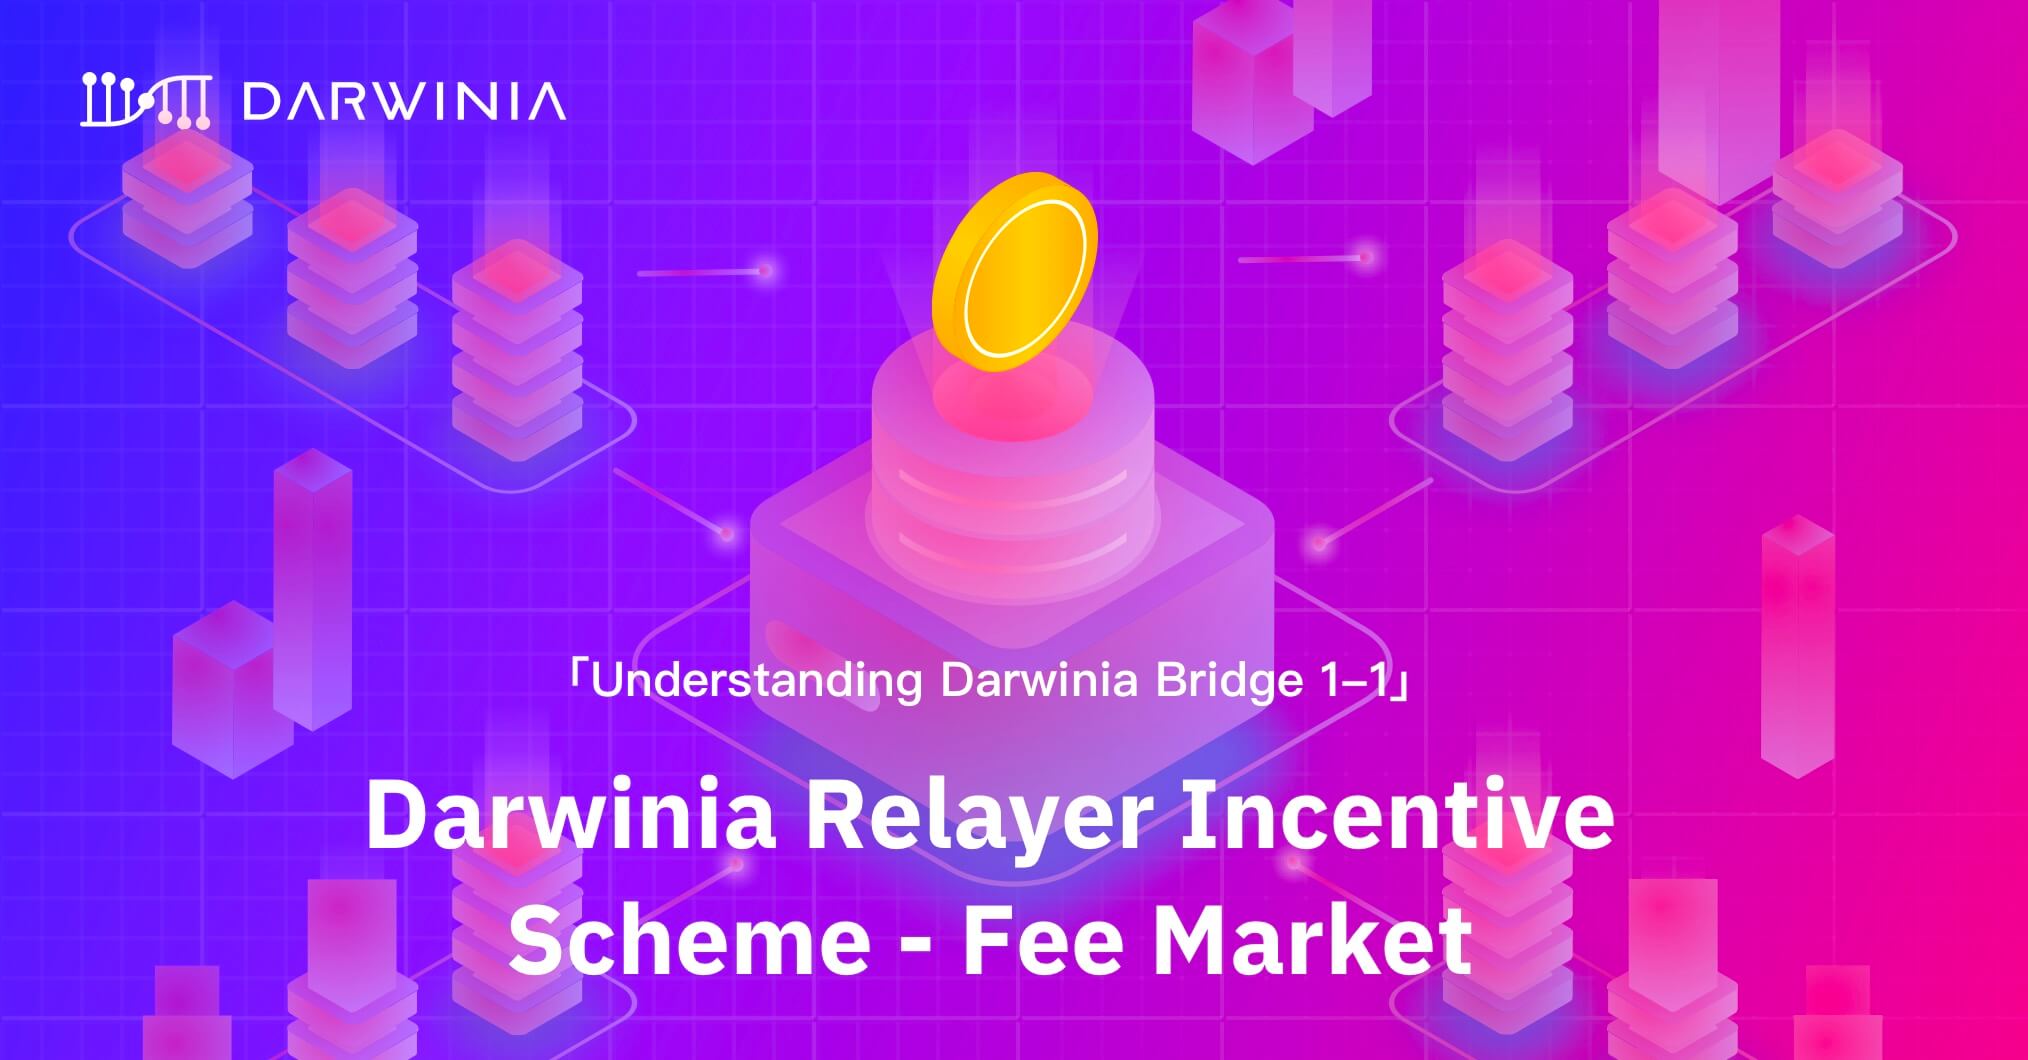 DARWINIA
「Understanding Darwinia Bridge 1–1」
Darwinia Relayer Incentive
Scheme - Fee Market